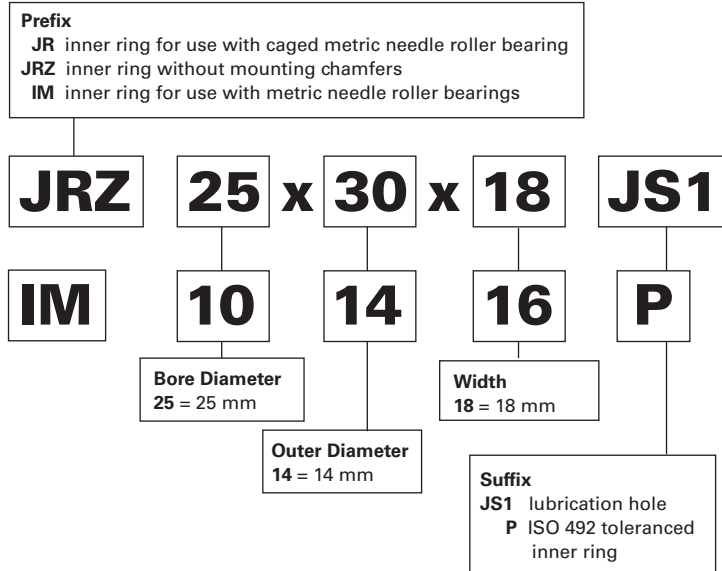 Prefix
JR inner ring for use with caged metric needle roller bearing
JRZ inner ring without mounting chamfers
IM inner ring for use with metric needle roller bearings
JRZ 25 x 30 x 18 JS1
IM 10 14 16 P
Bore Diameter
25 = 25 mm
Width
18 = 18 mm
Outer Diameter
14 = 14 mm
Suffix
JS1 lubrication hole
P ISO 492 toleranced
inner ring